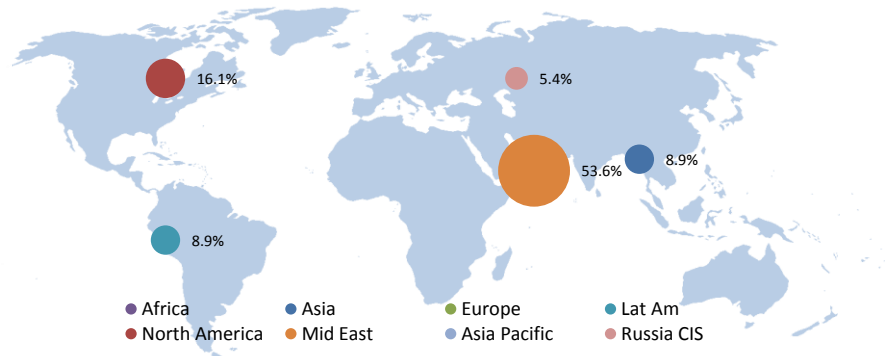 16.1%
5.4%
53.6%
8.9%
8.9%
Africa Asia Europe Lat Am
North America Mid East Asia Pacific Russia CIS